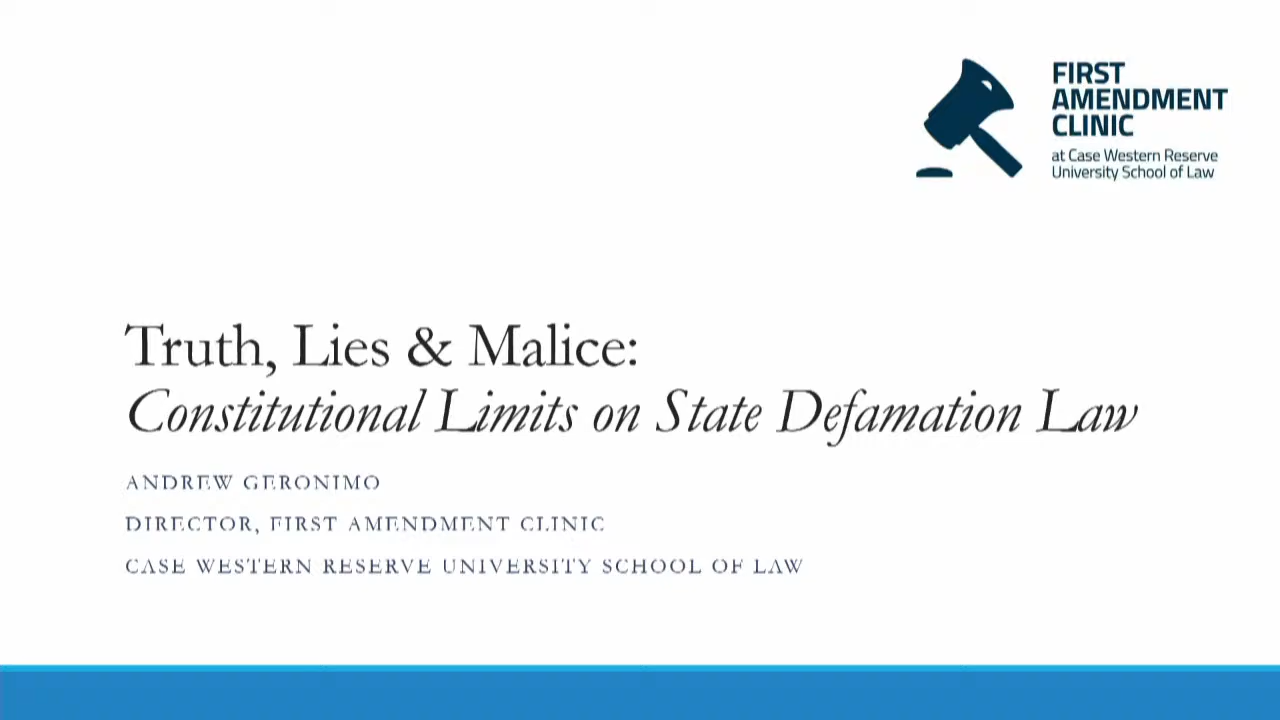 FIRST
AMENDMENT
CLINIC
at Case Western Reserve
University School of Law
Truth, Lies & Malice:
Constitutional Limits on State Defamation Law
ANDREW GERONIMO
DIRECTOR, FIRST AMENDMENT CLINIC
CASE WESTERN RESERVE UNIVERSITY SCHOOL OF LAW